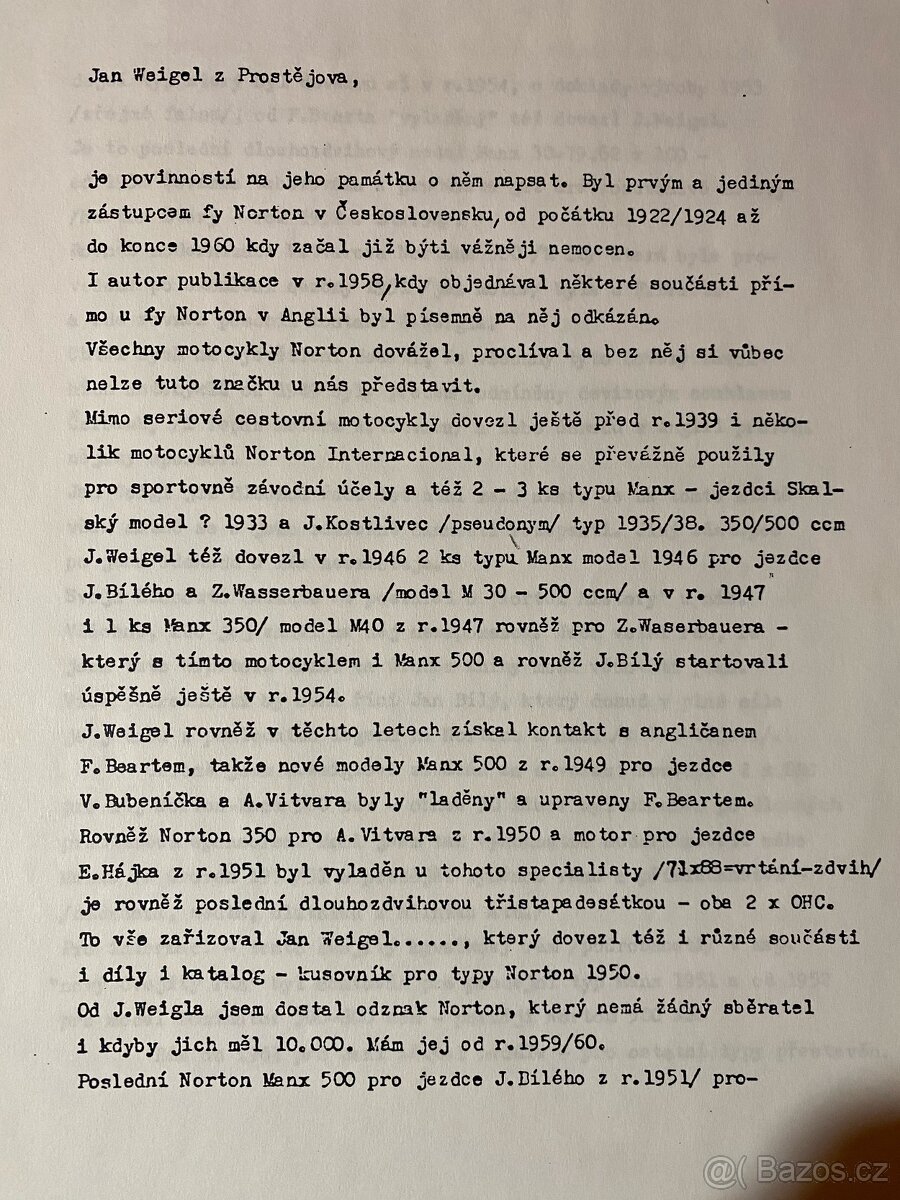 Jan Weigel z Prostějova,
je povinností na jeho památku o něm napsat. Byl prvým a jediným
zástupcem fy Norton v Československu, od počátku 1922/1924 až
do konce 1960 kdy začal již býti vážněji nemocen.
I autor publikace v r.1958, kdy objednával některé součásti pří-
mo u fy Norton v Anglii byl písemně na něj odkázán.
Všechny motocykly Norton dovážel, proclíval a bez něj si vůbec
nelze tuto značku u nás představit.
Mimo seriové cestovní motocykly dovezl ještě před r.1939 i něko-
lik motocyklů Norton Internacional, které se převážně použily
pro sportovně závodní účely a též 2 - 3 ks typu Manx - jezdci Skal-
ský model ? 1933 a J.Kostlivec /pseudonym/ typ 1935/38. 350/500 ccm
J.Weigel též dovezl v r.1946 2 ks typu Manx model 1946 pro jezdce
J.Bílého a Z.Wasserbauera /model M 30 - 500 ccm/ a v r. 1947
i 1 ks Manx 350/ model M40 z r.1947 rovněž pro Z.Waserbauera -
který s tímto motocyklem i Manx 500 a rovněž J.Bílý startovali
úspěšně ještě v r.1954.
J.Weigel rovněž v těchto letech získal kontakt s angličanem
F.Beartem, takže nové modely Manx 500 z r.1949 pro jezdce
V.Bubeníčka a A.Vitvara byly "laděny" a upraveny F.Beartem.
Rovněž Norton 350 pro A.Vitvara z r.1950 a motor pro jezdce
E.Hájka z r.1951 byl vyladěn u tohoto specialisty /71x88=vrtání-zdvih/
je rovněž poslední dlouhozdvihovou třistapadesátkou - oba 2 x OHC.
To vše zařizoval Jan Weigel......, který dovezl též i různé součásti
i díly i katalog - kusovník pro typy Norton 1950.
Od J.Weigla jsem dostal odznak Norton, který nemá žádný sběratel
i kdyby jich měl 10.000. Mám jej od r.1959/60.
Poslední Norton Manx 500 pro jezdce J.Bílého z r.1951/ pro-
@( Bazos.cz